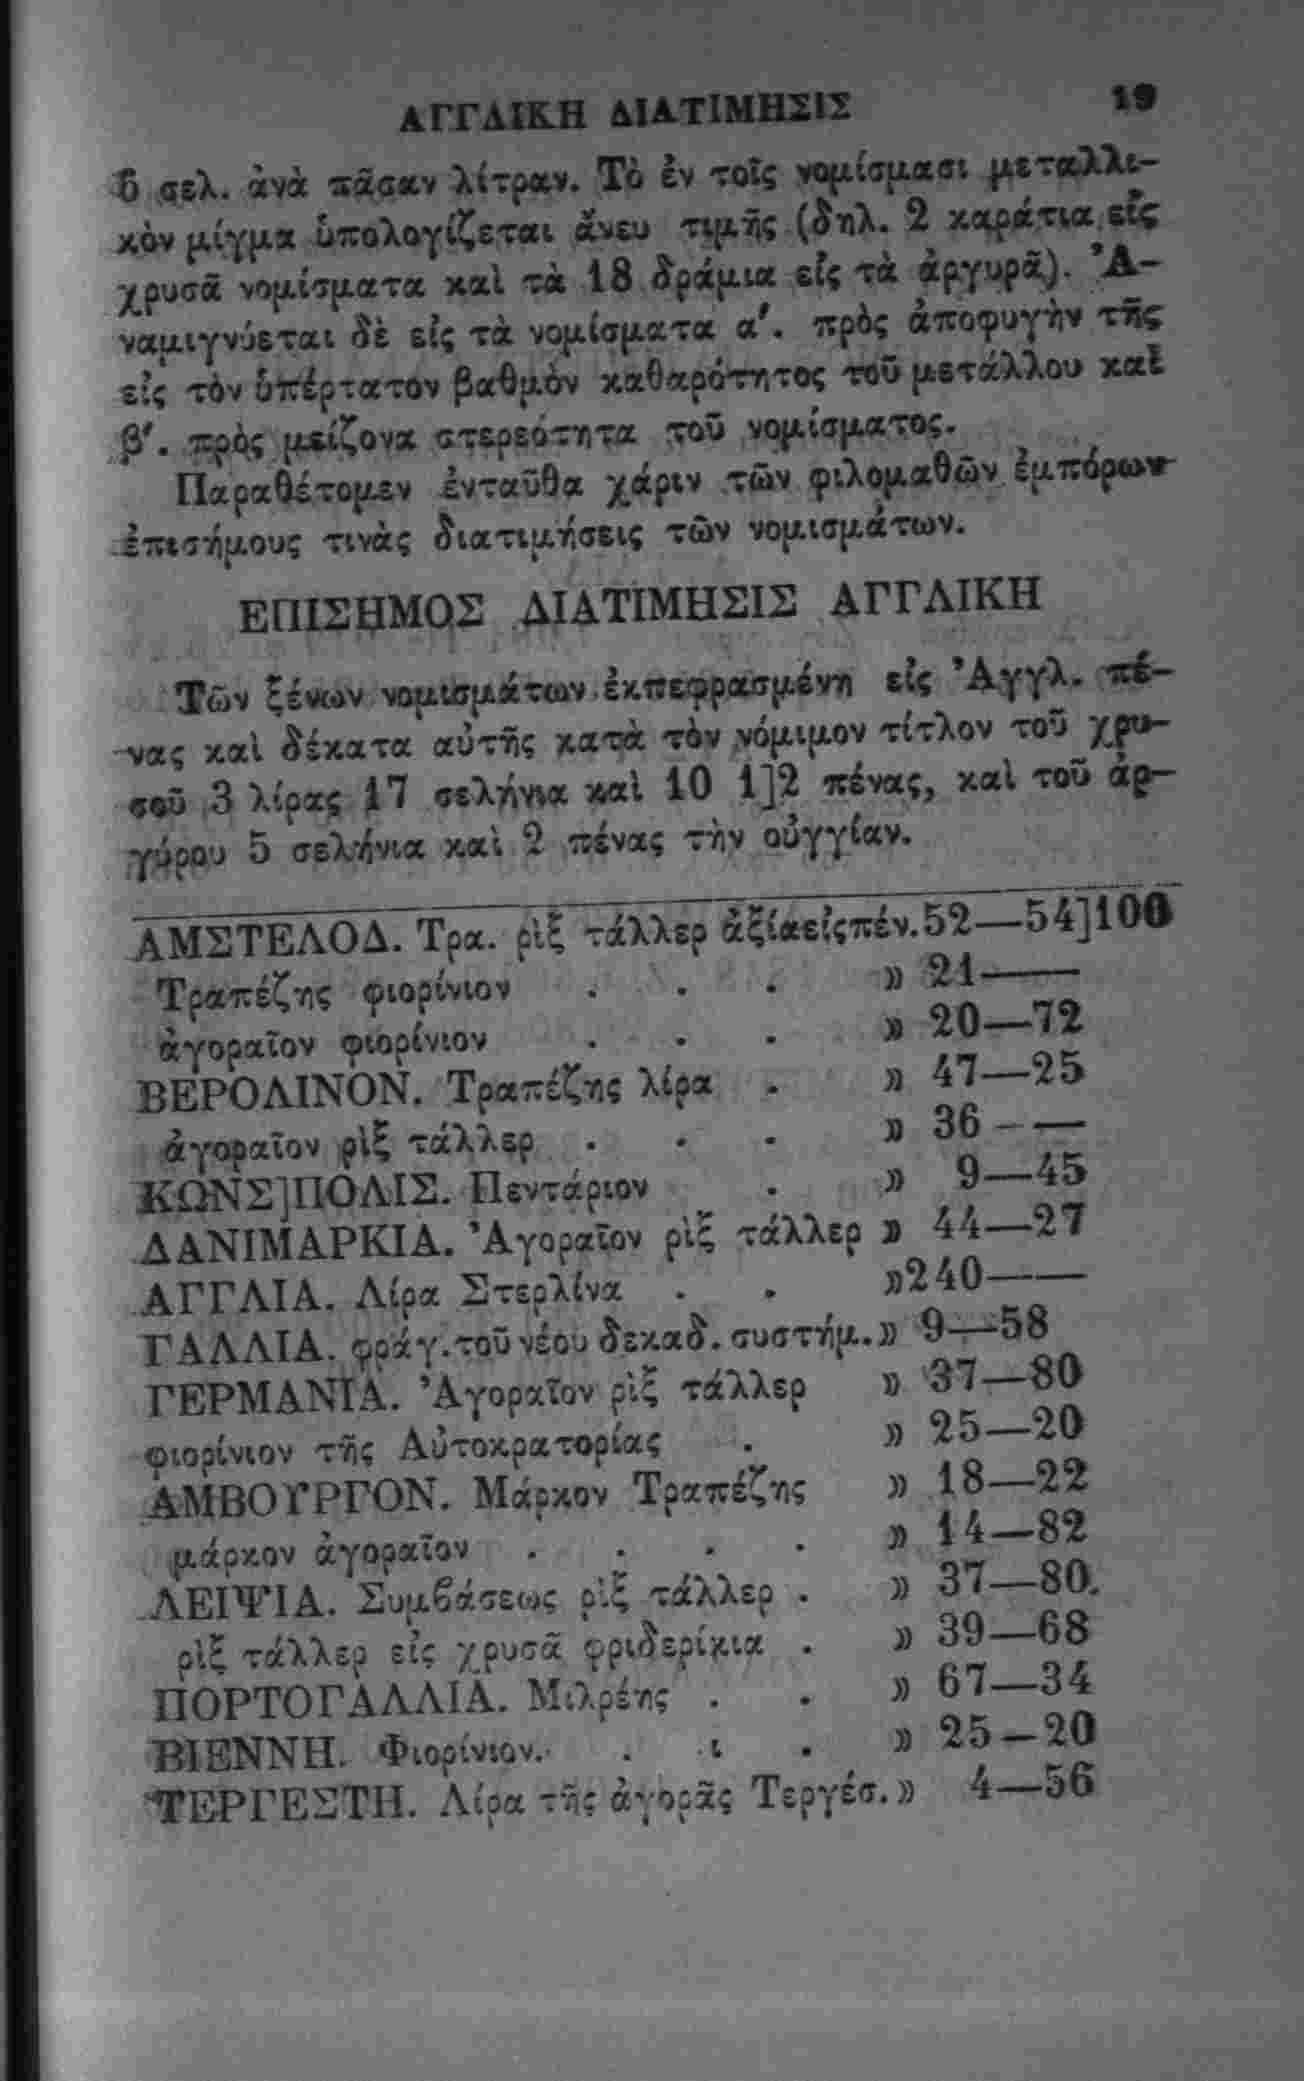 ΑΓΓΛΙΚΗ ΔΙΑΤΙΜΗΣΙΣ 19
6 σελ. ἀνὰ πᾶσαν λίτραν. Τὸ ἐν τοῖς νομίσμασι μεταλλι-
κὸν μίγμα ὑπολογίζεται ἄνευ τιμῆς (δηλ. 2 καράτια εἰς
χρυσᾶ νομίσματα καὶ τὰ 18 δράμια εἰς τὰ ἀργυρᾶ). Ἀ-
ναμιγνύεται δὲ εἰς τὰ νομίσματα α'. πρὸς ἀποφυγὴν τῆς
εἰς τὸν ὑπέρτατον βαθμὸν καθαρότητος τοῦ μετάλλου καὶ
β'. πρὸς μείζονα στερεότητα τοῦ νομίσματος.
Παραθέτομεν ἐνταῦθα χάριν τῶν φιλομαθῶν ἐμπόρων
ἐπισήμους τινὰς διατιμήσεις τῶν νομισμάτων.
ΕΠΙΣΗΜΟΣ ΔΙΑΤΙΜΗΣΙΣ ΑΓΓΛΙΚΗ
Τῶν ξένων νομισμάτων ἐκπεφρασμένη εἰς Ἀγγλ. πέ-
νας καὶ δέκατα αὐτῆς κατὰ τὸν νόμιμον τίτλον τοῦ χρυ-
σοῦ 3 λίρας 17 σελήνια καὶ 10 1]2 πένας, καὶ τοῦ ἀρ-
γύρου 5 σελήνια καὶ 2 πένας τὴν οὐγγίαν.
ΑΜΣΤΕΛΟΔ. Τρα. ρὶξ τάλλερ ἀξίαεἰςπέν.52—54]100
Τραπέζης φιορίνιον . . . » 21——
ἀγοραῖον φιορίνιον . . . » 20—72
ΒΕΡΟΛΙΝΟΝ. Τραπέζης λίρα . » 47—25
ἀγοραῖον ρὶξ τάλλερ . . . » 36 – —
ΚΩΝΣ]ΠΟΛΙΣ. Πεντάριον . » 9—45
ΔΑΝΙΜΑΡΚΙΑ. Ἀγοραῖον ρὶξ τάλλερ » 44—27
ΑΓΓΛΙΑ. Λίρα Στερλίνα . . »240——
ΓΑΛΛΙΑ. φράγ.τοῦ νέου δεκαδ. συστήμ.» 9—58
ΓΕΡΜΑΝΙΑ. Ἀγοραῖον ρὶξ τάλλερ » 37—80
φιορίνιον τῆς Αὐτοκρατορίας . » 25—20
ΑΜΒΟΥΡΓΟΝ. Μάρκον Τραπέζης » 18—22
μάρκον ἀγοραῖον . . . . » 14—82
ΛΕΙΨΙΑ. Συμβάσεως ρὶξ τάλλερ . » 37—80.
ρὶξ τάλλερ εἰς χρυσᾶ φριδερίκια . » 39—68
ΠΟΡΤΟΓΑΛΛΙΑ. Μιλρέης . . » 67—34
ΒΙΕΝΝΗ. Φιορίνιον. . . . » 25—20
ΤΕΡΓΕΣΤΗ. Λίρα τῆς ἀγορᾶς Τεργέσ.» 4—56